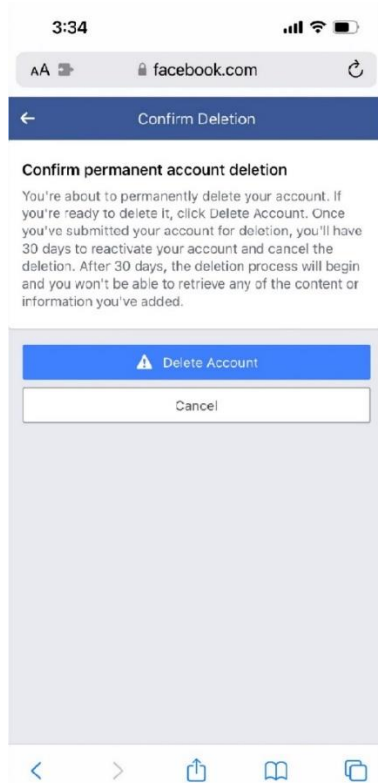 3:34
AA facebook.com
Confirm Deletion
Confirm permanent account deletion
You're about to permanently delete your account. If
you're ready to delete it, click Delete Account. Once
you've submitted your account for deletion, you'll have
30 days to reactivate your account and cancel the
deletion. After 30 days, the deletion process will begin
and you won't be able to retrieve any of the content or
information you've added.
Delete Account
Cancel